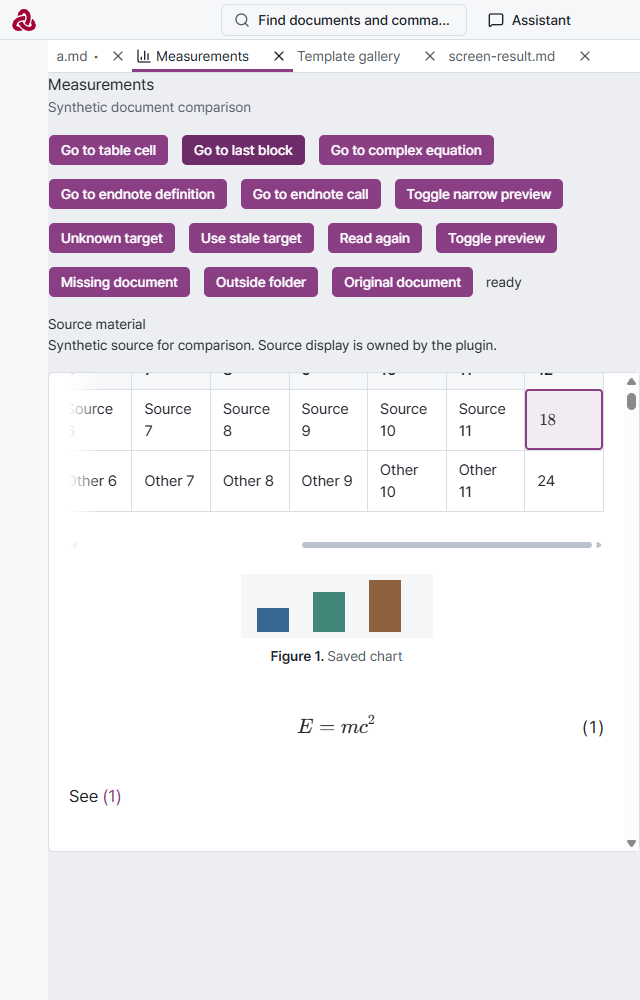 Find documents and comma...
Assistant
a.md •
Measurements
Template gallery
screen-result.md
Measurements
Synthetic document comparison
Go to table cell
Go to last block
Go to complex equation
Go to endnote definition
Go to endnote call
Toggle narrow preview
Unknown target
Use stale target
Read again
Toggle preview
Missing document
Outside folder
Original document
ready
Source material
Synthetic source for comparison. Source display is owned by the plugin.
Source 6
Source 7
Source 8
Source 9
Source 10
Source 11
18
Other 6
Other 7
Other 8
Other 9
Other 10
Other 11
24
Figure 1. Saved chart
E = mc² (1)
See (1)